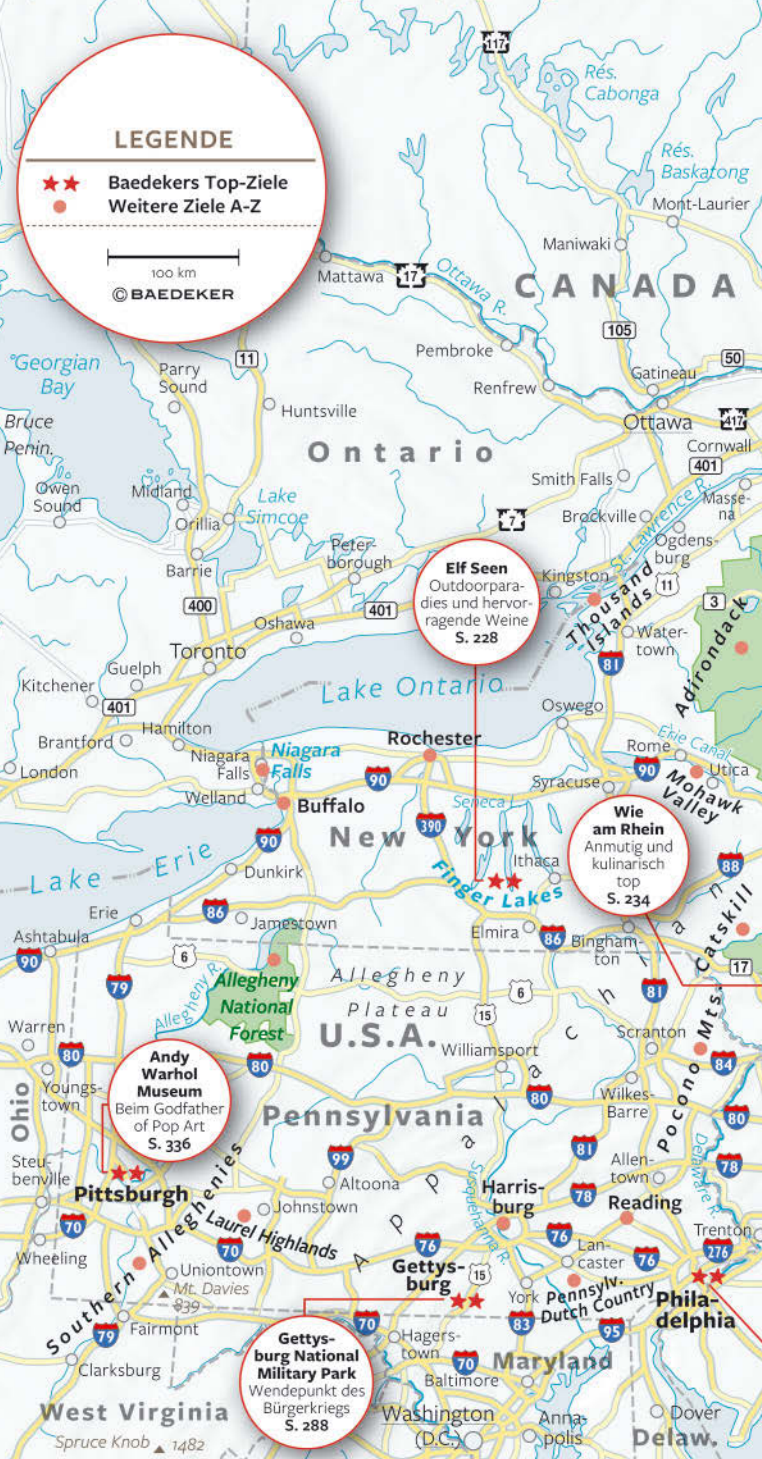 117
Rés.
Cabonga
LEGENDE
Baedekers Top-Ziele
Weitere Ziele A-Z
100 km
© BAEDEKER
Rés.
Baskatong
Mont-Laurier
Maniwaki
Mattawa
17
Ottawa R.
CANADA
105
Georgian
Bay
Parry
Sound
11
Pembroke
50
Gatineau
Renfrew
Huntsville
Bruce
Penin.
Ottawa
417
Ontario
Cornwall
401
Smith Falls
Owen
Sound
Midland
Lake
Simcoe
Orillia
Brockville
St. Lawrence R.
Masse-
na
7
Ogdens-
burg
Barrie
Peter-
borough
Elf Seen
Outdoorpara-
dies und hervor-
ragende Weine
S. 228
Kingston
Thousand
Islands
11
3
400
401
Oshawa
Toronto
Water-
town
Adirondack
81
Guelph
Kitchener
401
Lake Ontario
Oswego
Hamilton
Brantford
Niagara
Falls
Niagara
Falls
Rochester
Rome
Erie Canal
London
90
90
Utica
Welland
Syracuse
Mohawk
Valley
Buffalo
Seneca L.
390
New York
Wie
am Rhein
Anmutig und
kulinarisch
top
S. 234
90
Lake Erie
Dunkirk
Ithaca
88
Finger Lakes
Erie
86
Jamestown
Elmira
86
Bingham-
ton
Catskill
Mts.
Ashtabula
90
6
79
Allegheny R.
Allegheny
National
Forest
Allegheny
Plateau
6
15
81
17
U.S.A.
Appalachian
Warren
80
Youngs-
town
80
Williamsport
Scranton
84
Andy
Warhol
Museum
Beim Godfather
of Pop Art
S. 336
Ohio
Pennsylvania
80
Wilkes-
Barre
Pocono
80
99
81
Delaware R.
Steu-
benville
Altoona
Allen-
town
78
Pittsburgh
Susquehanna R.
Harris-
burg
78
Reading
Johnstown
70
Laurel Highlands
70
76
76
76
Trenton
276
Wheeling
Southern Alleghenies
Lan-
caster
Uniontown
Mt. Davies
839
Gettys-
burg
15
York
Pennsylv.
Dutch Country
Phila-
delphia
Fairmont
79
70
83
95
Gettys-
burg National
Military Park
Wendepunkt des
Bürgerkriegs
S. 288
Hagers-
town
70
Maryland
Clarksburg
Baltimore
West Virginia
Washington
(D.C.)
Anna-
polis
Dover
Delaw.
Spruce Knob
1482